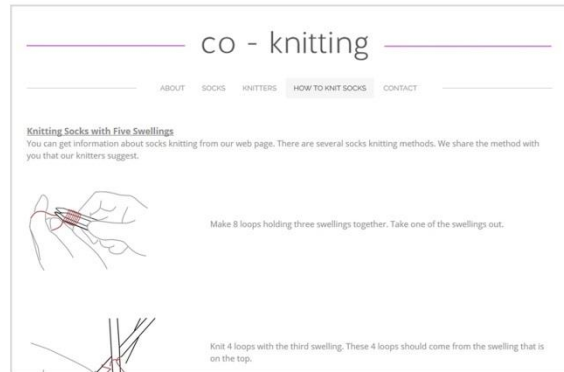 co - knitting
ABOUT SOCKS KNITTERS HOW TO KNIT SOCKS CONTACT
Knitting Socks with Five Swellings
You can get information about socks knitting from our web page. There are several socks knitting methods. We share the method with
you that our knitters suggest.
Make 8 loops holding three swellings together. Take one of the swellings out.
Knit 4 loops with the third swelling. These 4 loops should come from the swelling that is
on the top.